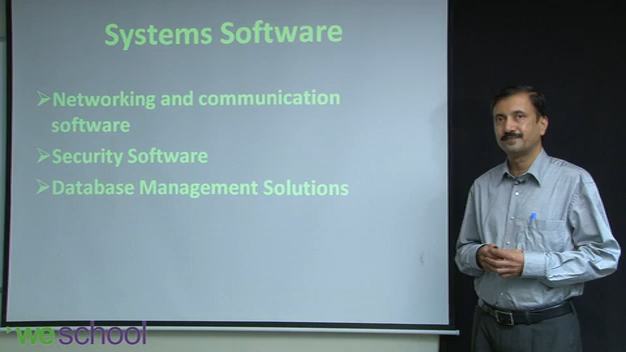 Systems Software
➢Networking and communication
software
➢Security Software
➢Database Management Solutions
weschool